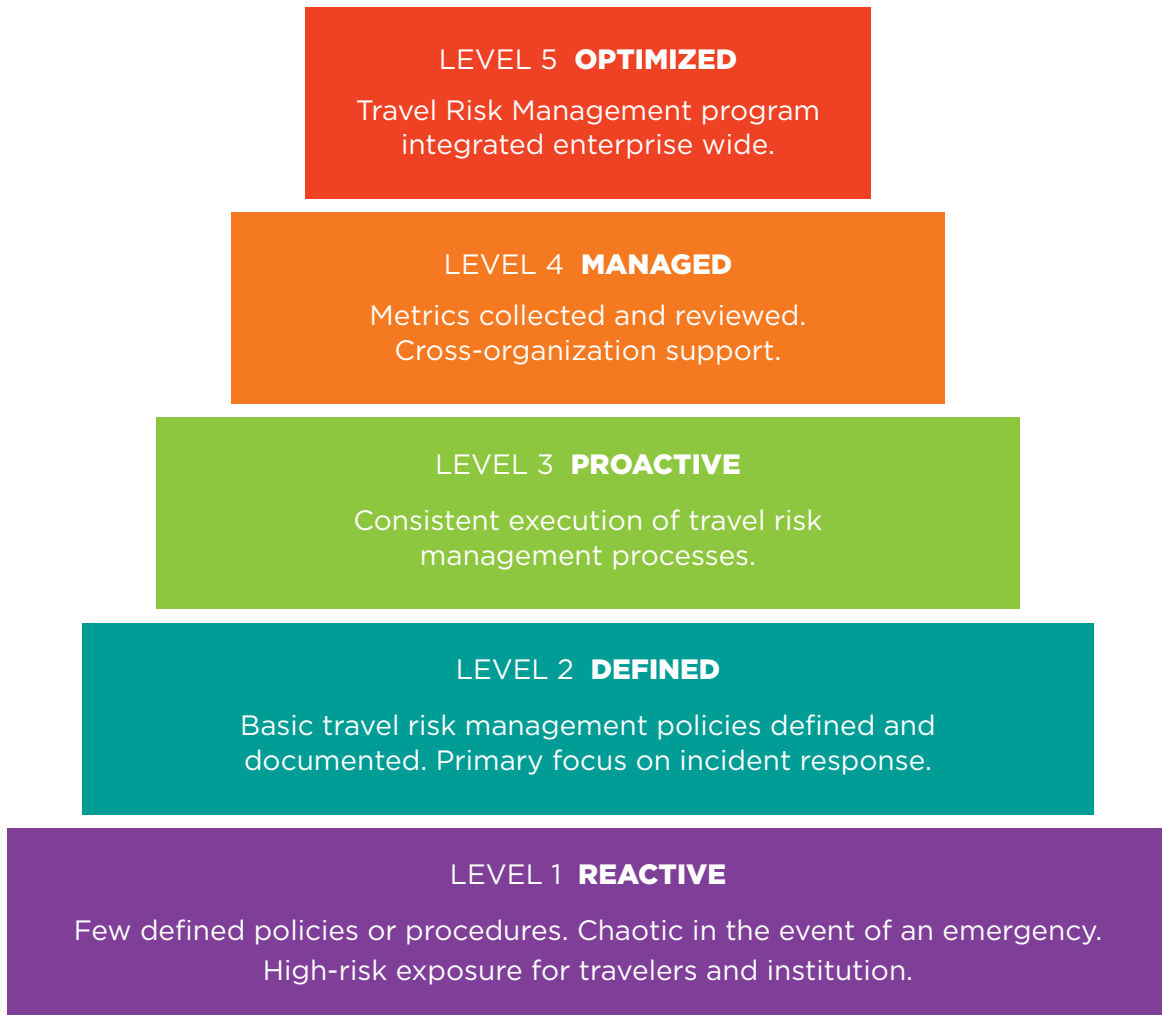 LEVEL 5 OPTIMIZED
Travel Risk Management program
integrated enterprise wide.
LEVEL 4 MANAGED
Metrics collected and reviewed.
Cross-organization support.
LEVEL 3 PROACTIVE
Consistent execution of travel risk
management processes.
LEVEL 2 DEFINED
Basic travel risk management policies defined and
documented. Primary focus on incident response.
LEVEL 1 REACTIVE
Few defined policies or procedures. Chaotic in the event of an emergency.
High-risk exposure for travelers and institution.